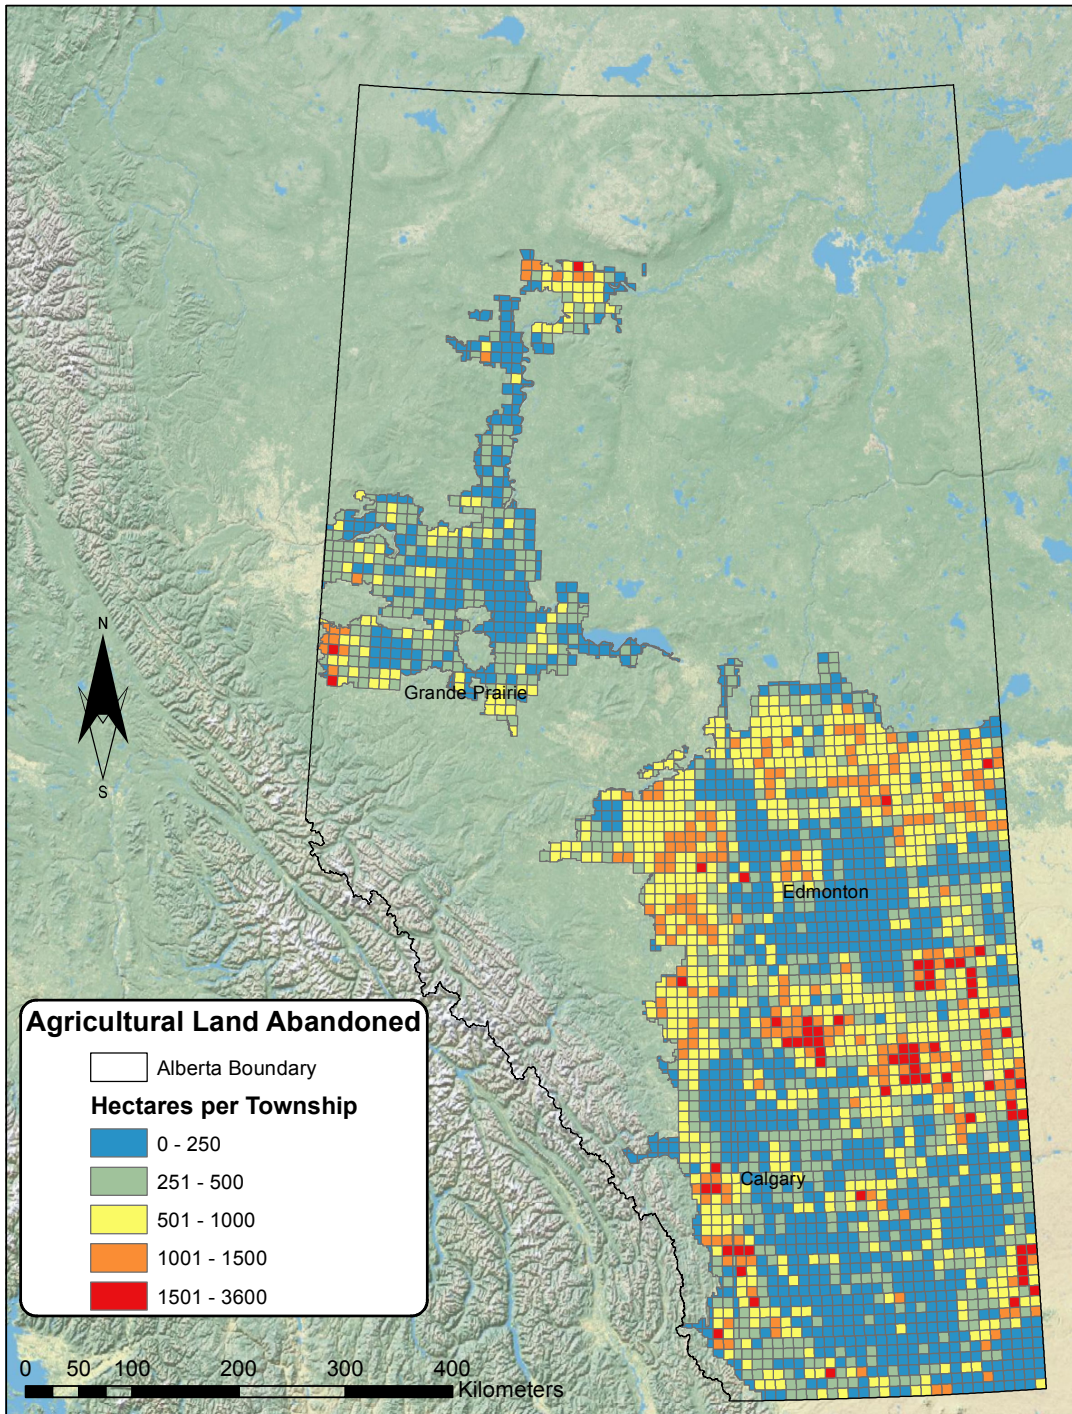 Grande Prairie
N
S
Edmonton
Calgary
Agricultural Land Abandoned
Alberta Boundary
Hectares per Township
0 - 250
251 - 500
501 - 1000
1001 - 1500
1501 - 3600
0 50 100 200 300 400
Kilometers